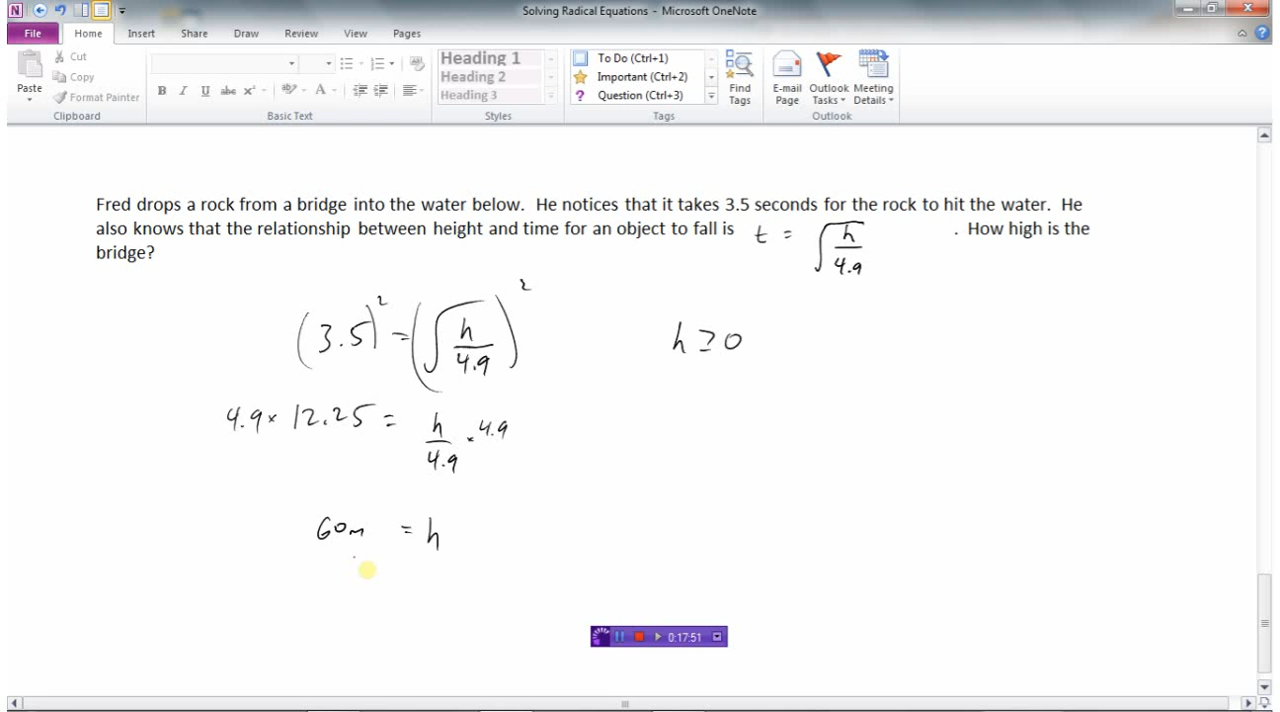 Solving Radical Equations - Microsoft OneNote
File Home Insert Share Draw Review View Pages
Paste Cut Copy Format Painter
B I U abc x² A
Heading 1
Heading 2
Heading 3
To Do (Ctrl+1)
Important (Ctrl+2)
Question (Ctrl+3)
Find Tags
E-mail Page
Outlook Tasks
Meeting Details
Clipboard Basic Text Styles Tags Outlook
Fred drops a rock from a bridge into the water below. He notices that it takes 3.5 seconds for the rock to hit the water. He
also knows that the relationship between height and time for an object to fall is t = √(h/4.9) . How high is the
bridge?
(3.5)² = (√(h/4.9))²
h ≥ 0
4.9 × 12.25 = h/4.9 × 4.9
60m = h
0:17:51